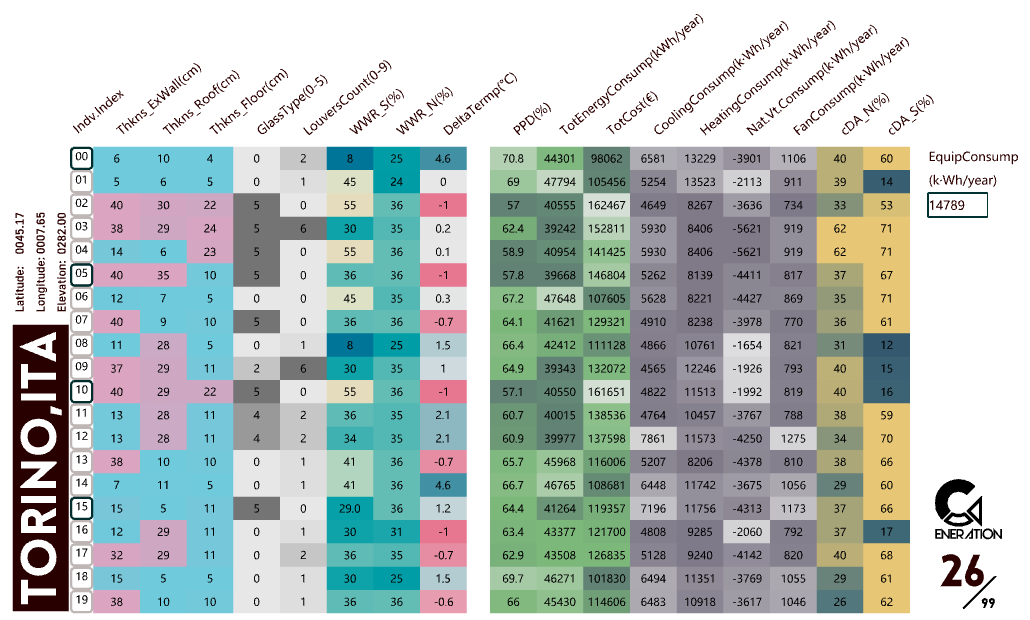 Indv.Index Thkns_ExWall(cm) Thkns_Roof(cm) Thkns_Floor(cm) GlassType(0-5) LouversCount(0-9) WWR_S(%) WWR_N(%) DeltaTermp(°C) PPD(%) TotEnergyConsump(kWh/year) TotCost(€) CoolingConsump(k·Wh/year) HeatingConsump(k·Wh/year) Nat.Vt.Consump(k·Wh/year) FanConsump(k·Wh/year) cDA_N(%) cDA_S(%)
00 6 10 4 0 2 8 25 4.6 70.8 44301 98062 6581 13229 -3901 1106 40 60
01 5 6 5 0 1 45 24 0 69 47794 105456 5254 13523 -2113 911 39 14
02 40 30 22 5 0 55 36 -1 57 40555 162467 4649 8267 -3636 734 33 53
03 38 29 24 5 6 30 35 0.2 62.4 39242 152811 5930 8406 -5621 919 62 71
04 14 6 23 5 0 55 36 0.1 58.9 40954 141425 5930 8406 -5621 919 62 71
05 40 35 10 5 0 36 36 -1 57.8 39668 146804 5262 8139 -4411 817 37 67
06 12 7 5 0 0 45 35 0.3 67.2 47648 107605 5628 8221 -4427 869 35 71
07 40 9 10 5 0 36 36 -0.7 64.1 41621 129321 4910 8238 -3978 770 36 61
08 11 28 5 0 1 8 25 1.5 66.4 42412 111128 4866 10761 -1654 821 31 12
09 37 29 11 2 6 30 35 1 64.9 39343 132072 4565 12246 -1926 793 40 15
10 40 29 22 5 0 55 36 -1 57.1 40550 161651 4822 11513 -1992 819 40 16
11 13 28 11 4 2 36 35 2.1 60.7 40015 138536 4764 10457 -3767 788 38 59
12 13 28 11 4 2 34 35 2.1 60.9 39977 137598 7861 11573 -4250 1275 34 70
13 38 10 10 0 1 41 36 -0.7 65.7 45968 116006 5207 8206 -4378 810 38 66
14 7 11 5 0 1 41 36 4.6 66.7 46765 108681 6448 11742 -3675 1056 29 60
15 15 5 11 5 0 29.0 36 1.2 64.4 41264 119357 7196 11756 -4313 1173 37 66
16 12 29 11 0 1 30 31 -1 63.4 43377 121700 4808 9285 -2060 792 37 17
17 32 29 11 0 2 36 35 -0.7 62.9 43508 126835 5128 9240 -4142 820 40 68
18 15 5 5 0 1 30 25 1.5 69.7 46271 101830 6494 11351 -3769 1055 29 61
19 38 10 10 0 1 36 36 -0.6 66 45430 114606 6483 10918 -3617 1046 26 62
EquipConsump
(k·Wh/year)
14789
Latitude: 0045.17
Longitude: 0007.65
Elevation: 0282.00
TORINO,ITA
ENERATION
26/99